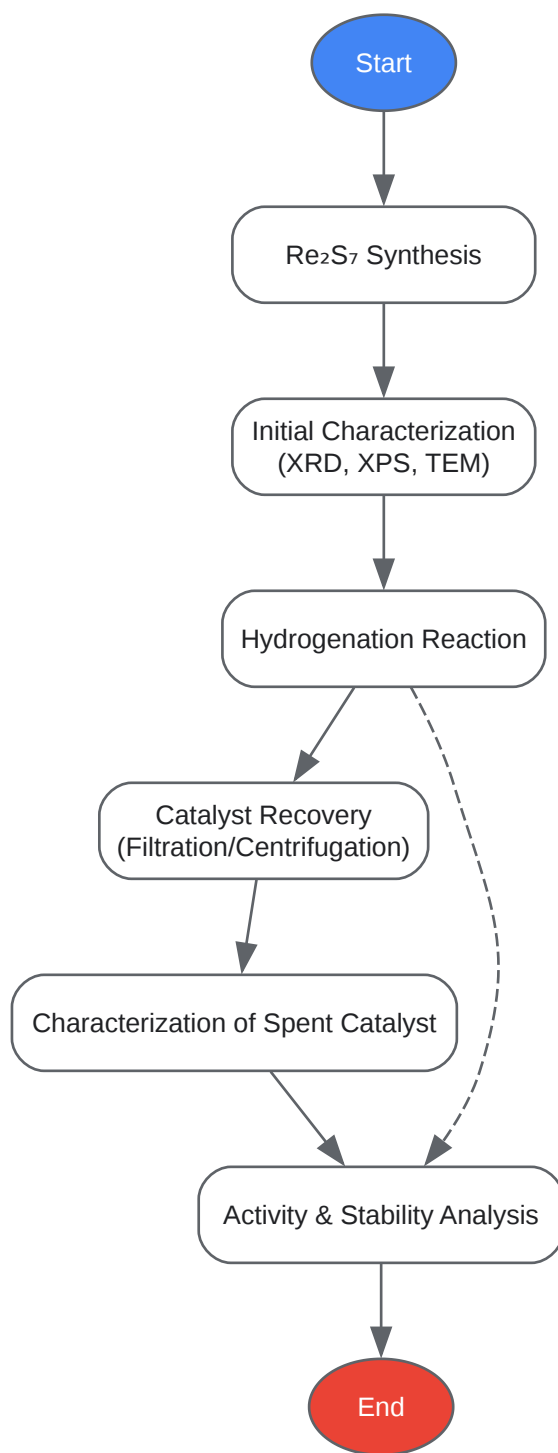 Start
Re₂S₇ Synthesis
Initial Characterization
(XRD, XPS, TEM)
Hydrogenation Reaction
Catalyst Recovery
(Filtration/Centrifugation)
Characterization of Spent Catalyst
Activity & Stability Analysis
End